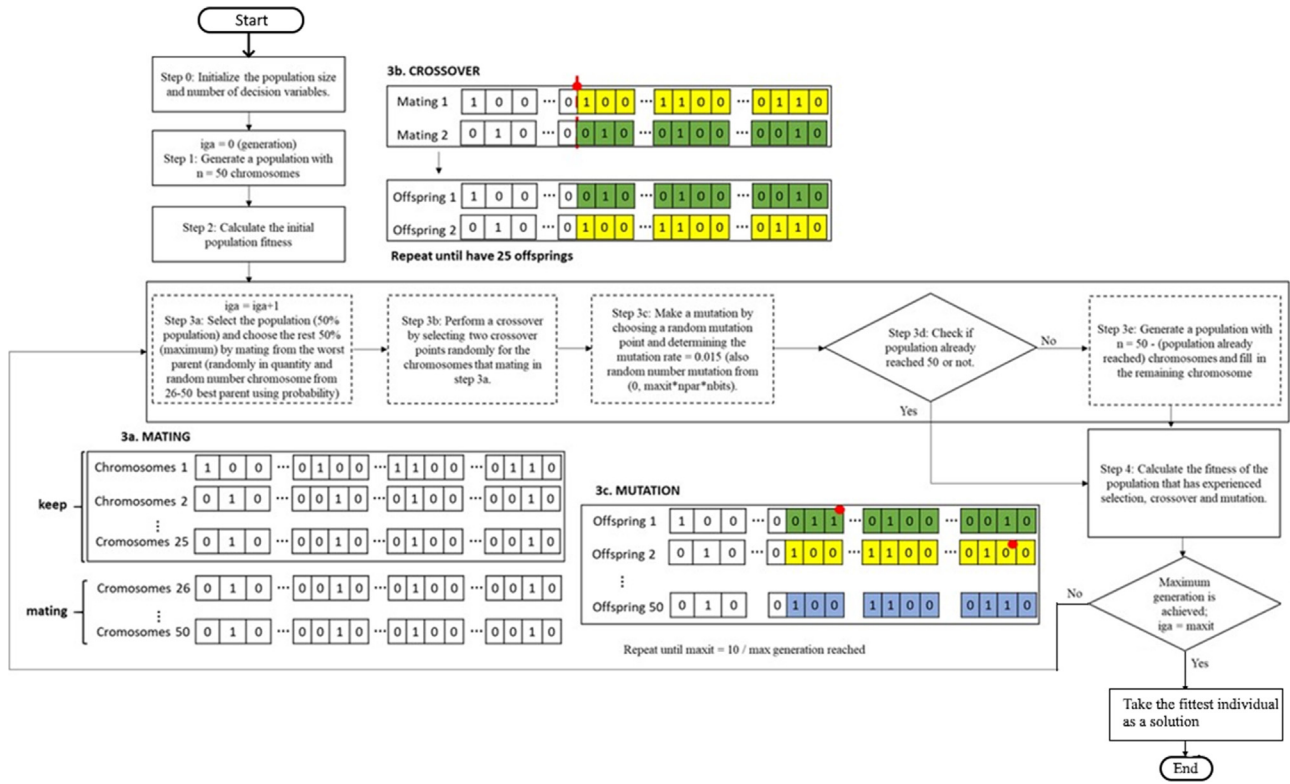 Start
Step 0: Initialize the population size
and number of decision variables.
iga = 0 (generation)
Step 1: Generate a population with
n = 50 chromosomes
Step 2: Calculate the initial
population fitness
3b. CROSSOVER
Mating 1 1 0 0 ··· 0 1 0 0 ··· 1 1 0 0 ··· 0 1 1 0
Mating 2 0 1 0 ··· 0 0 1 0 ··· 0 1 0 0 ··· 0 0 1 0
Offspring 1 1 0 0 ··· 0 0 1 0 ··· 0 1 0 0 ··· 0 0 1 0
Offspring 2 0 1 0 ··· 0 1 0 0 ··· 1 1 0 0 ··· 0 1 1 0
Repeat until have 25 offsprings
iga = iga+1
Step 3a: Select the population (50%
population) and choose the rest 50%
(maximum) by mating from the worst
parent (randomly in quantity and
random number chromosome from
26-50 best parent using probability)
Step 3b: Perform a crossover
by selecting two crossover
points randomly for the
chromosomes that mating in
step 3a.
Step 3c: Make a mutation by
choosing a random mutation
point and determining the
mutation rate = 0.015 (also
random number mutation from
(0, maxit*npar*nbits).
Step 3d: Check if
population already
reached 50 or not.
No
Yes
Step 3e: Generate a population with
n = 50 - (population already
reached) chromosomes and fill in
the remaining chromosome
3a. MATING
keep
Chromosomes 1 1 0 0 ··· 0 1 0 0 ··· 1 1 0 0 ··· 0 1 1 0
Chromosomes 2 0 1 0 ··· 0 0 1 0 ··· 0 1 0 0 ··· 0 0 1 0
⋮
Cromosomes 25 0 1 0 ··· 0 0 1 0 ··· 0 1 0 0 ··· 0 0 1 0
mating
Cromosomes 26 0 1 0 ··· 0 0 1 0 ··· 0 1 0 0 ··· 0 0 1 0
⋮
Cromosomes 50 0 1 0 ··· 0 0 1 0 ··· 0 1 0 0 ··· 0 0 1 0
3c. MUTATION
Offspring 1 1 0 0 ··· 0 0 1 1 ··· 0 1 0 0 ··· 0 0 1 0
Offspring 2 0 1 0 ··· 0 1 0 0 ··· 1 1 0 0 ··· 0 1 0 0
⋮
Offspring 50 0 1 0 0 1 0 0 1 1 0 0 0 1 1 0
Repeat until maxit = 10 / max generation reached
Step 4: Calculate the fitness of the
population that has experienced
selection, crossover and mutation.
No
Maximum
generation is
achieved;
iga = maxit
Yes
Take the fittest individual
as a solution
End